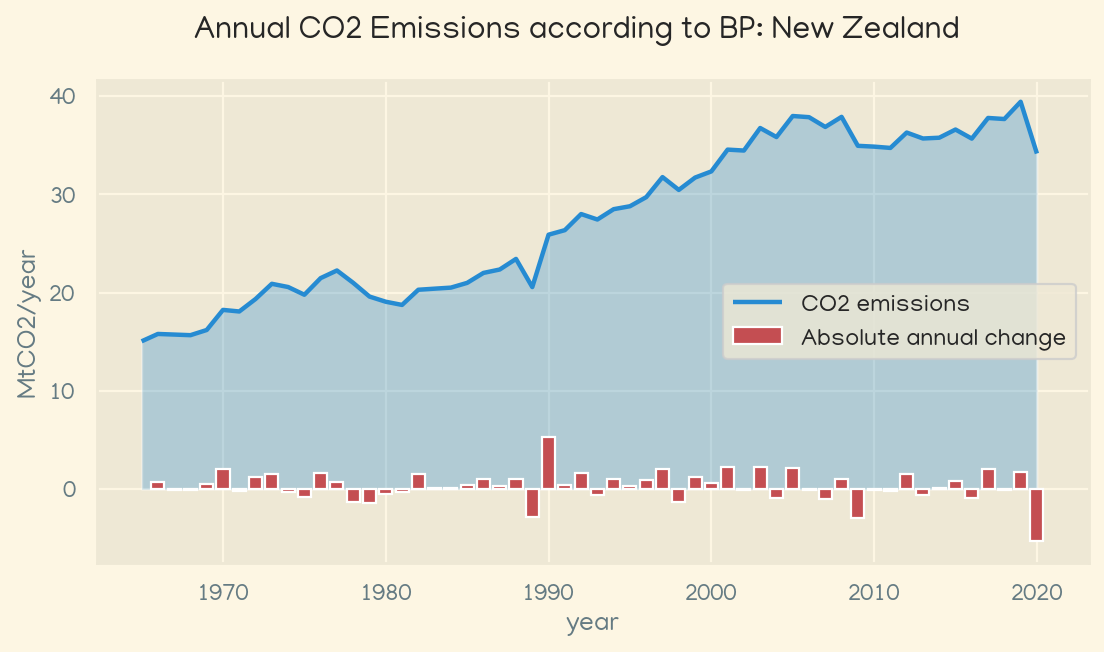 Annual CO2 Emissions according to BP: New Zealand
MtCO2/year
40
30
20
10
0
CO2 emissions
Absolute annual change
1970 1980 1990 2000 2010 2020
year